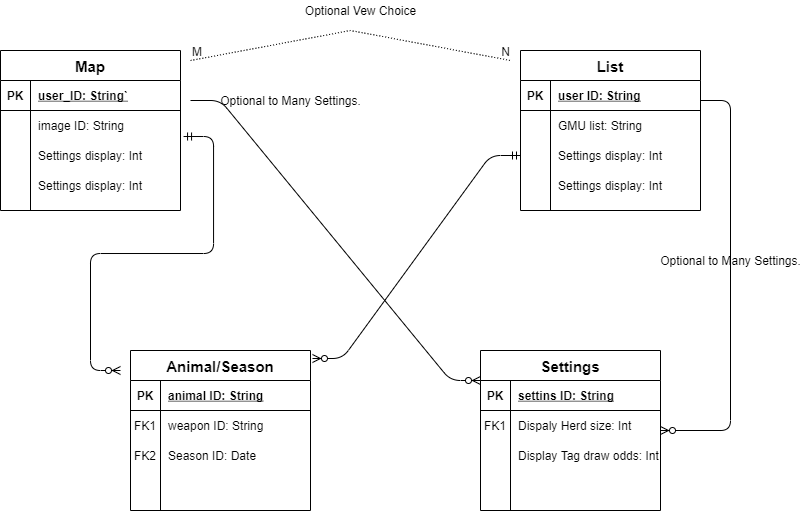 Optional Vew Choice
M
N
Map
PK
user_ID: String`
image ID: String
Settings display: Int
Settings display: Int
List
PK
user ID: String
GMU list: String
Settings display: Int
Settings display: Int
Optional to Many Settings.
Optional to Many Settings.
Animal/Season
PK
animal ID: String
FK1
weapon ID: String
FK2
Season ID: Date
Settings
PK
settins ID: String
FK1
Dispaly Herd size: Int
Display Tag draw odds: Int